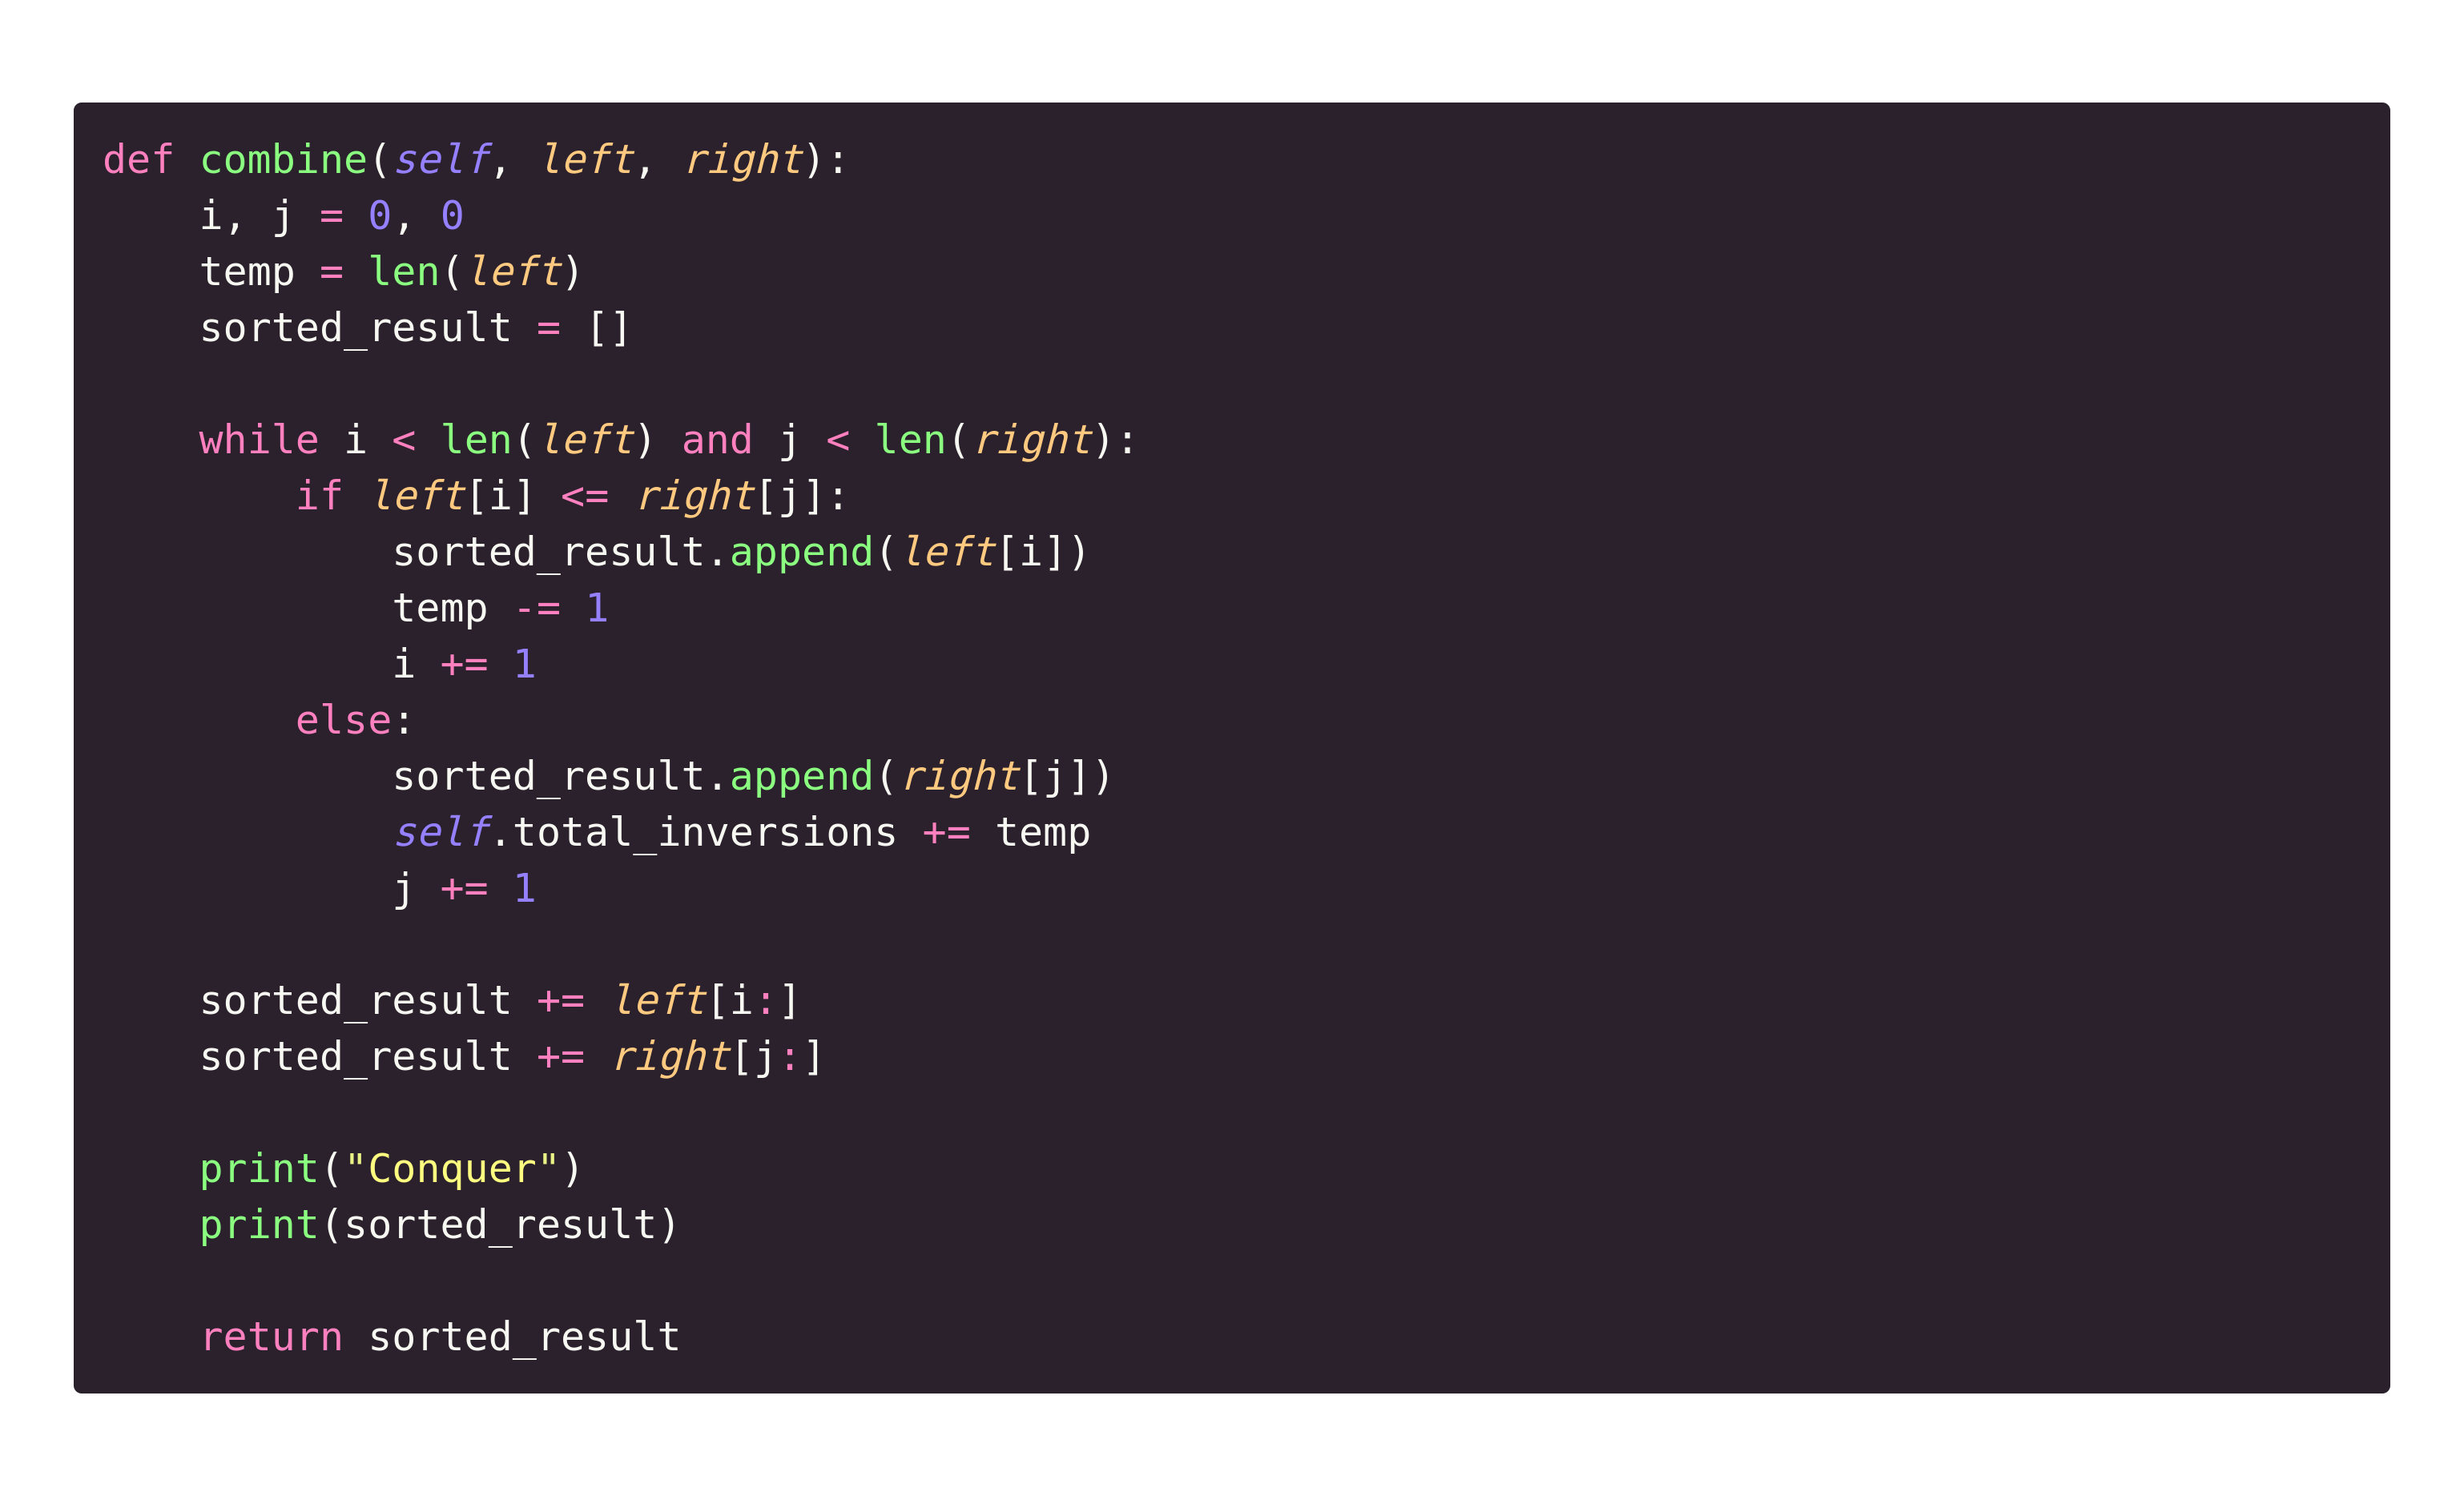 def combine(self, left, right):
    i, j = 0, 0
    temp = len(left)
    sorted_result = []

    while i < len(left) and j < len(right):
        if left[i] <= right[j]:
            sorted_result.append(left[i])
            temp -= 1
            i += 1
        else:
            sorted_result.append(right[j])
            self.total_inversions += temp
            j += 1

    sorted_result += left[i:]
    sorted_result += right[j:]

    print("Conquer")
    print(sorted_result)

    return sorted_result